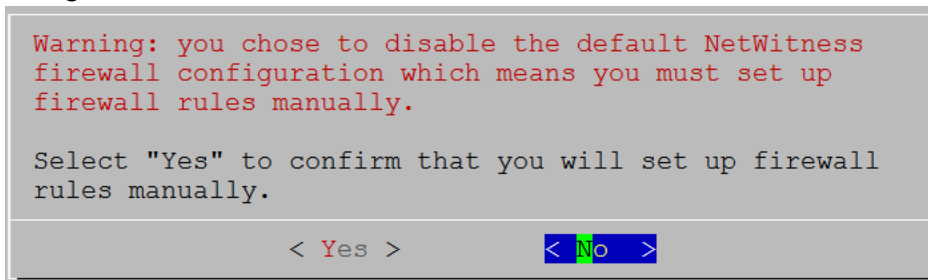 Warning: you chose to disable the default NetWitness
firewall configuration which means you must set up
firewall rules manually.
Select "Yes" to confirm that you will set up firewall
rules manually.
< Yes > < No >